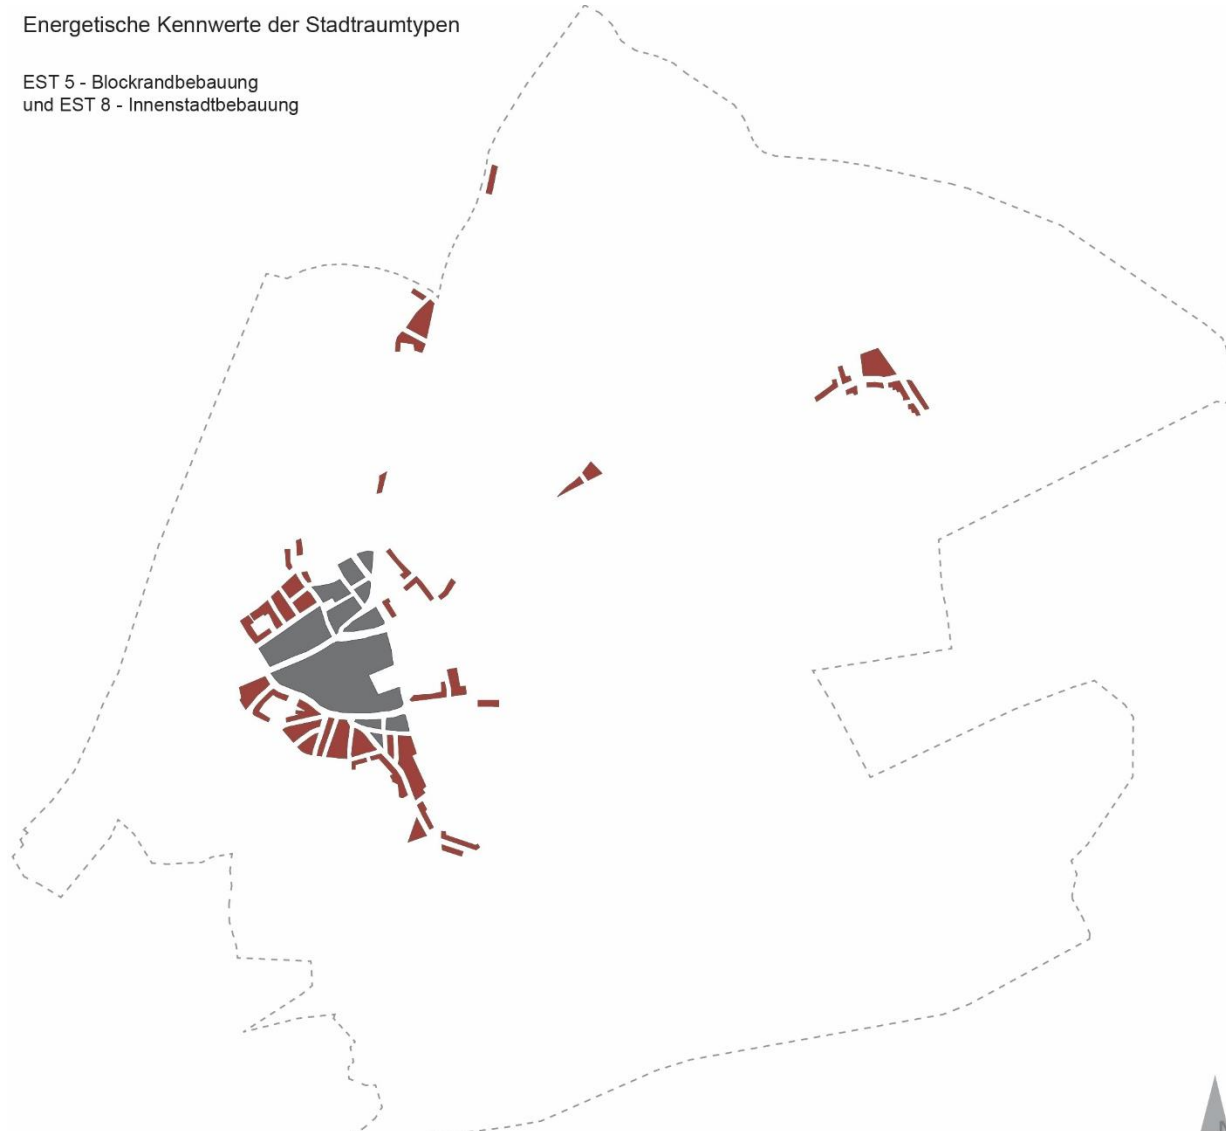 Energetische Kennwerte der Stadtraumtypen
EST 5 - Blockrandbebauung
und EST 8 - Innenstadtbebauung